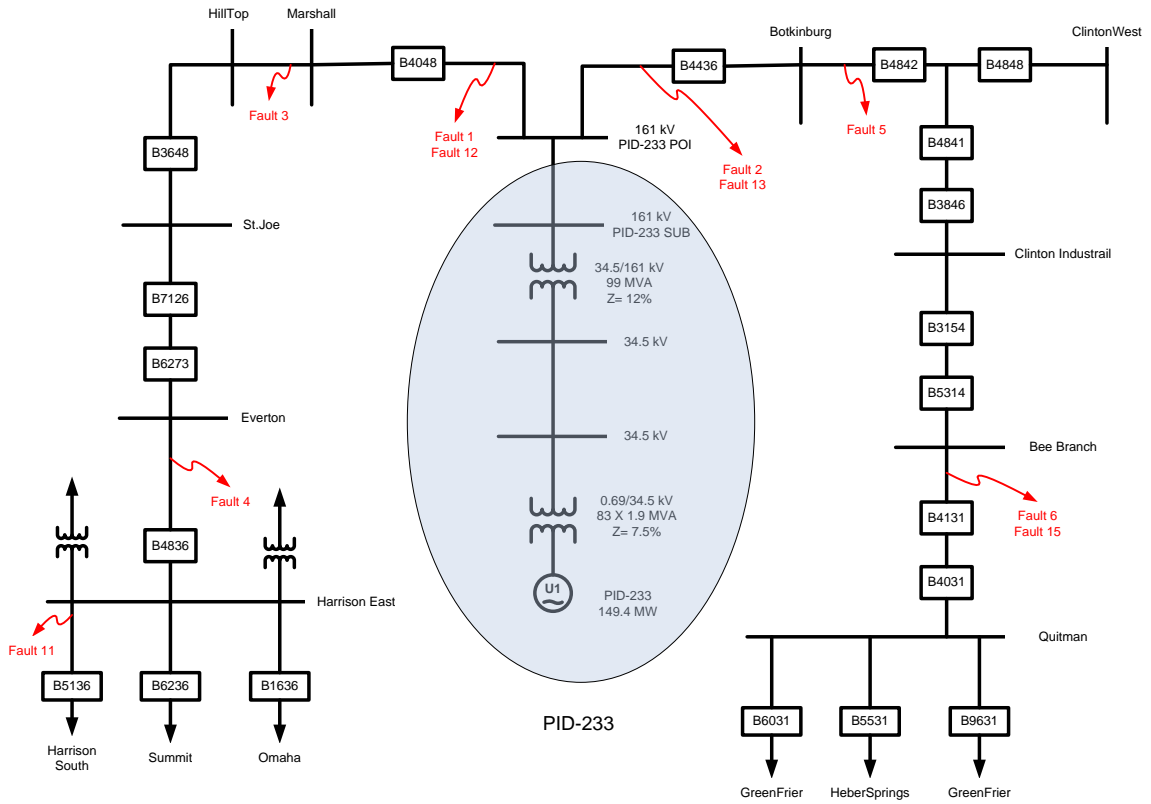 HillTop
Marshall
Botkinburg
ClintonWest
B4048
B4436
B4842
B4848
Fault 3
Fault 1
Fault 12
161 kV
PID-233 POI
Fault 2
Fault 13
Fault 5
B3648
B4841
B3846
St.Joe
161 kV
PID-233 SUB
Clinton Industrail
34.5/161 kV
99 MVA
Z= 12%
B7126
B6273
34.5 kV
B3154
B5314
Everton
34.5 kV
Bee Branch
Fault 4
0.69/34.5 kV
83 X 1.9 MVA
Z= 7.5%
Fault 6
Fault 15
B4836
B4131
B4031
U1
PID-233
149.4 MW
Harrison East
Fault 11
Quitman
B5136
B6236
B1636
PID-233
B6031
B5531
B9631
Harrison
South
Summit
Omaha
GreenFrier
HeberSprings
GreenFrier